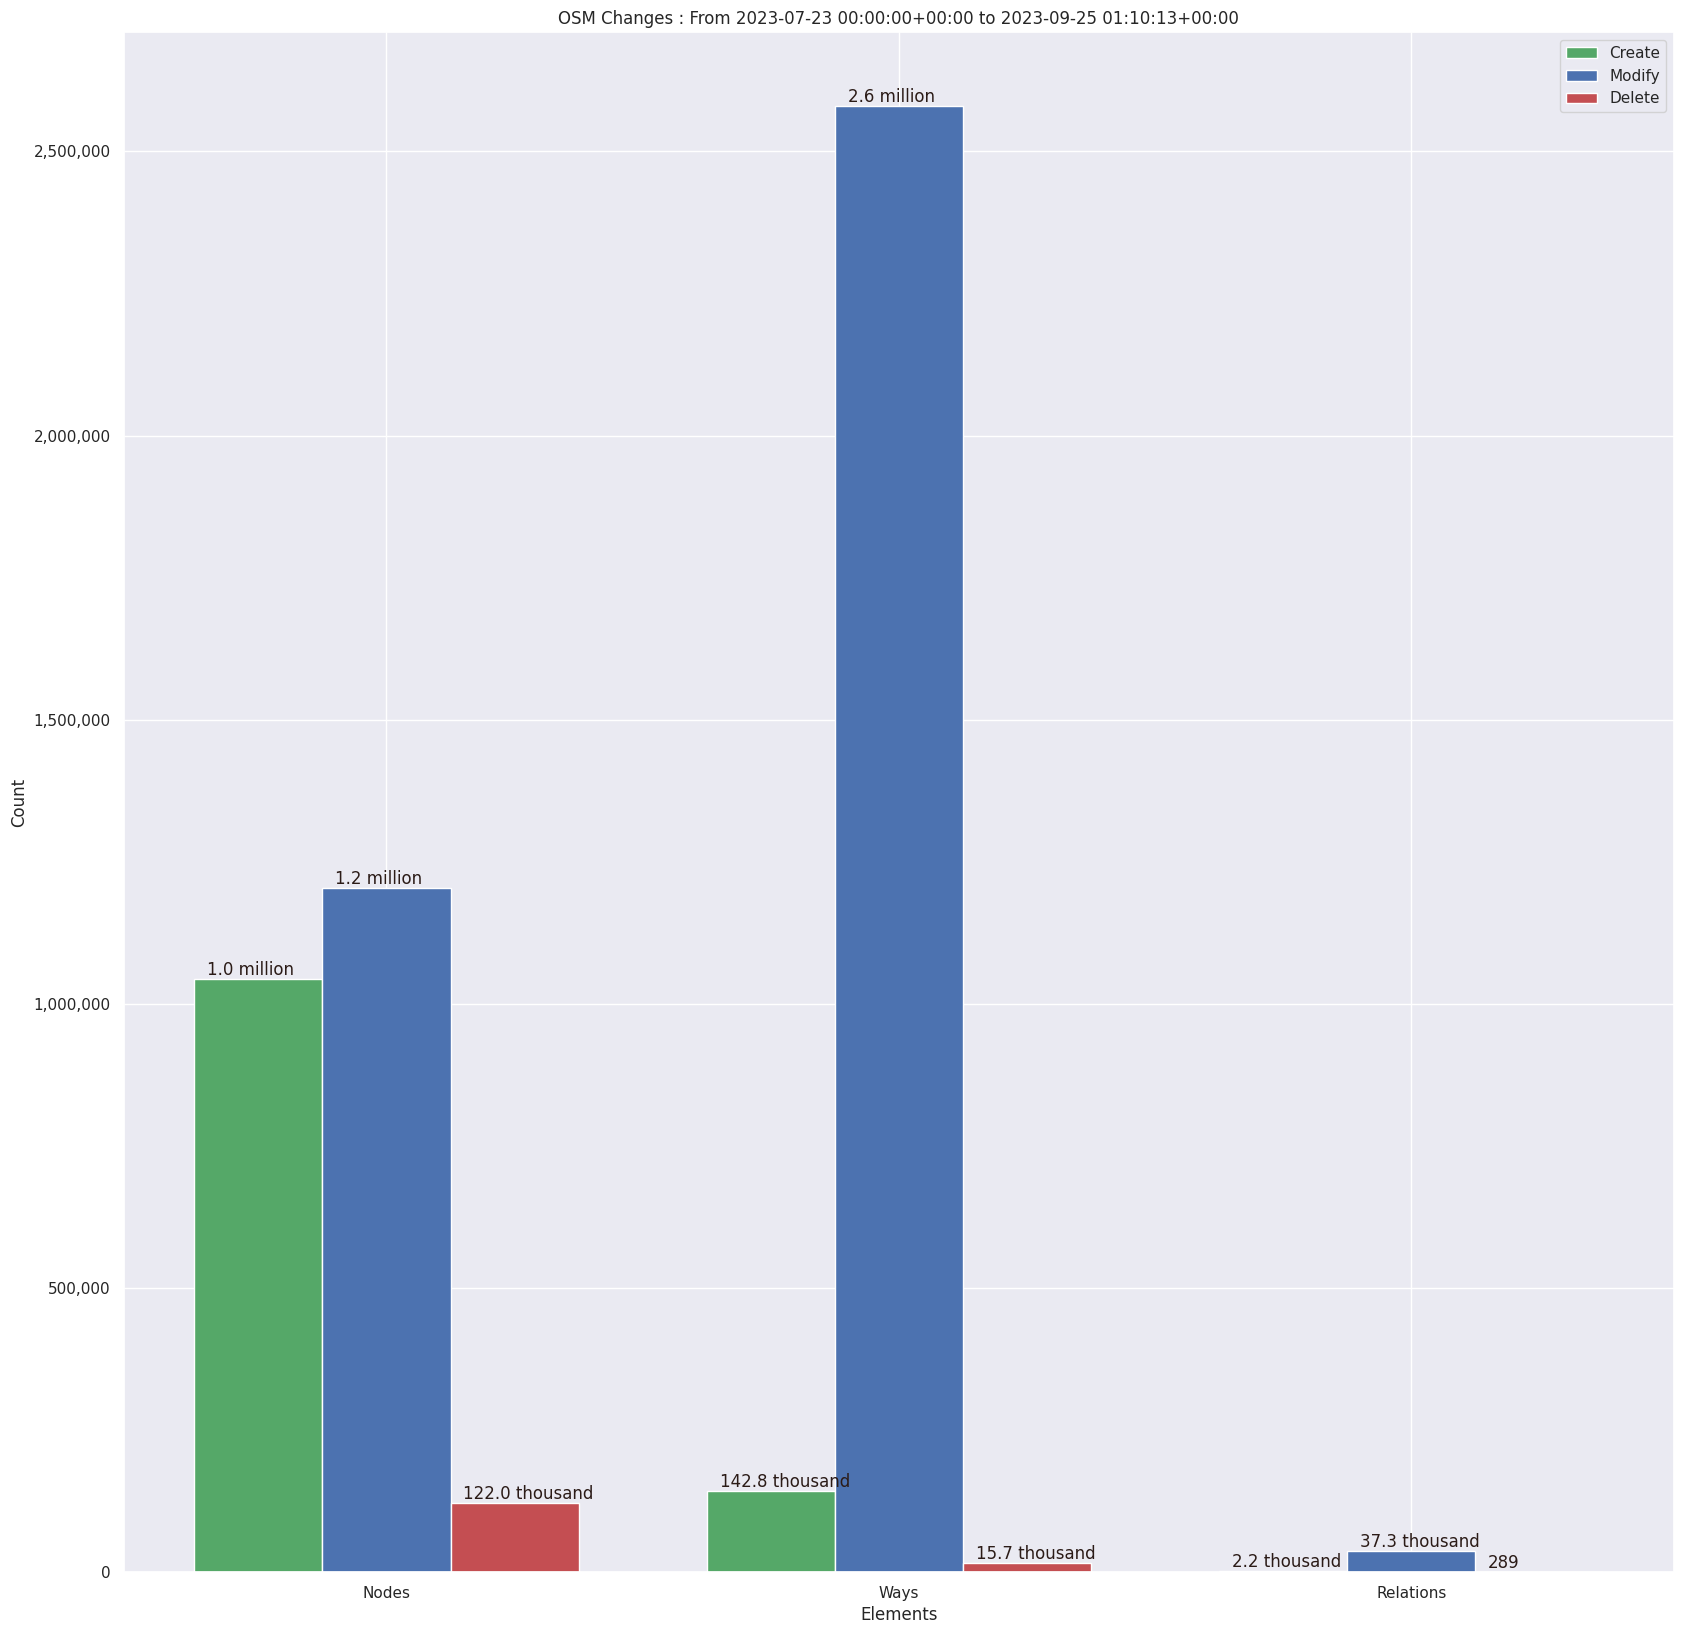 OSM Changes : From 2023-07-23 00:00:00+00:00 to 2023-09-25 01:10:13+00:00
Create
Modify
Delete
2.6 million
2,500,000
2,000,000
1,500,000
Count
1.2 million
1.0 million
1,000,000
500,000
142.8 thousand
122.0 thousand
37.3 thousand
15.7 thousand
2.2 thousand
289
0
Nodes
Ways
Relations
Elements